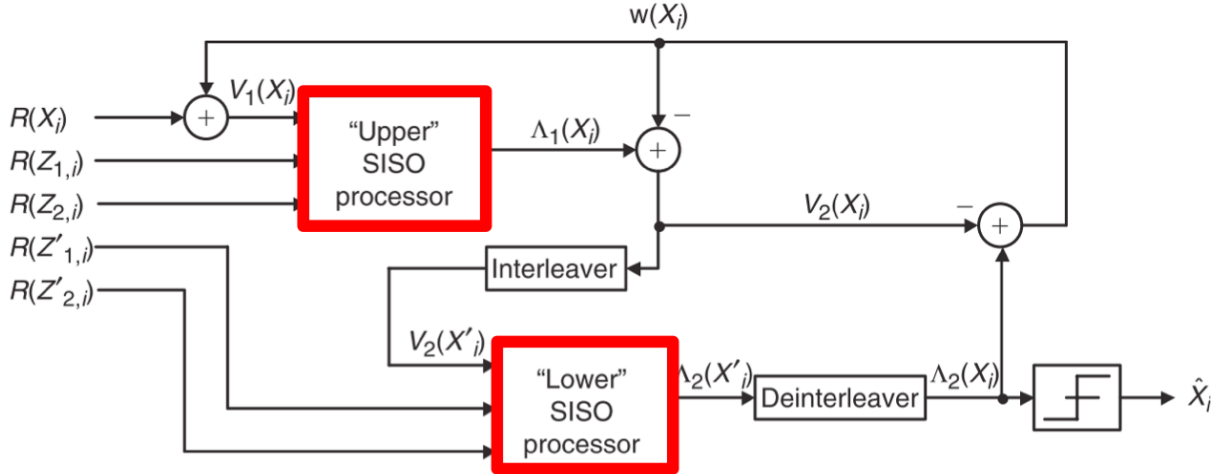 w(Xᵢ)
V₁(Xᵢ)
R(Xᵢ)
+
“Upper”
SISO
processor
Λ₁(Xᵢ)
−
+
R(Z₁,ᵢ)
R(Z₂,ᵢ)
V₂(Xᵢ)
−
+
R(Z′₁,ᵢ)
R(Z′₂,ᵢ)
Interleaver
V₂(X′ᵢ)
“Lower”
SISO
processor
Λ₂(X′ᵢ)
Deinterleaver
Λ₂(Xᵢ)
X̂ᵢ